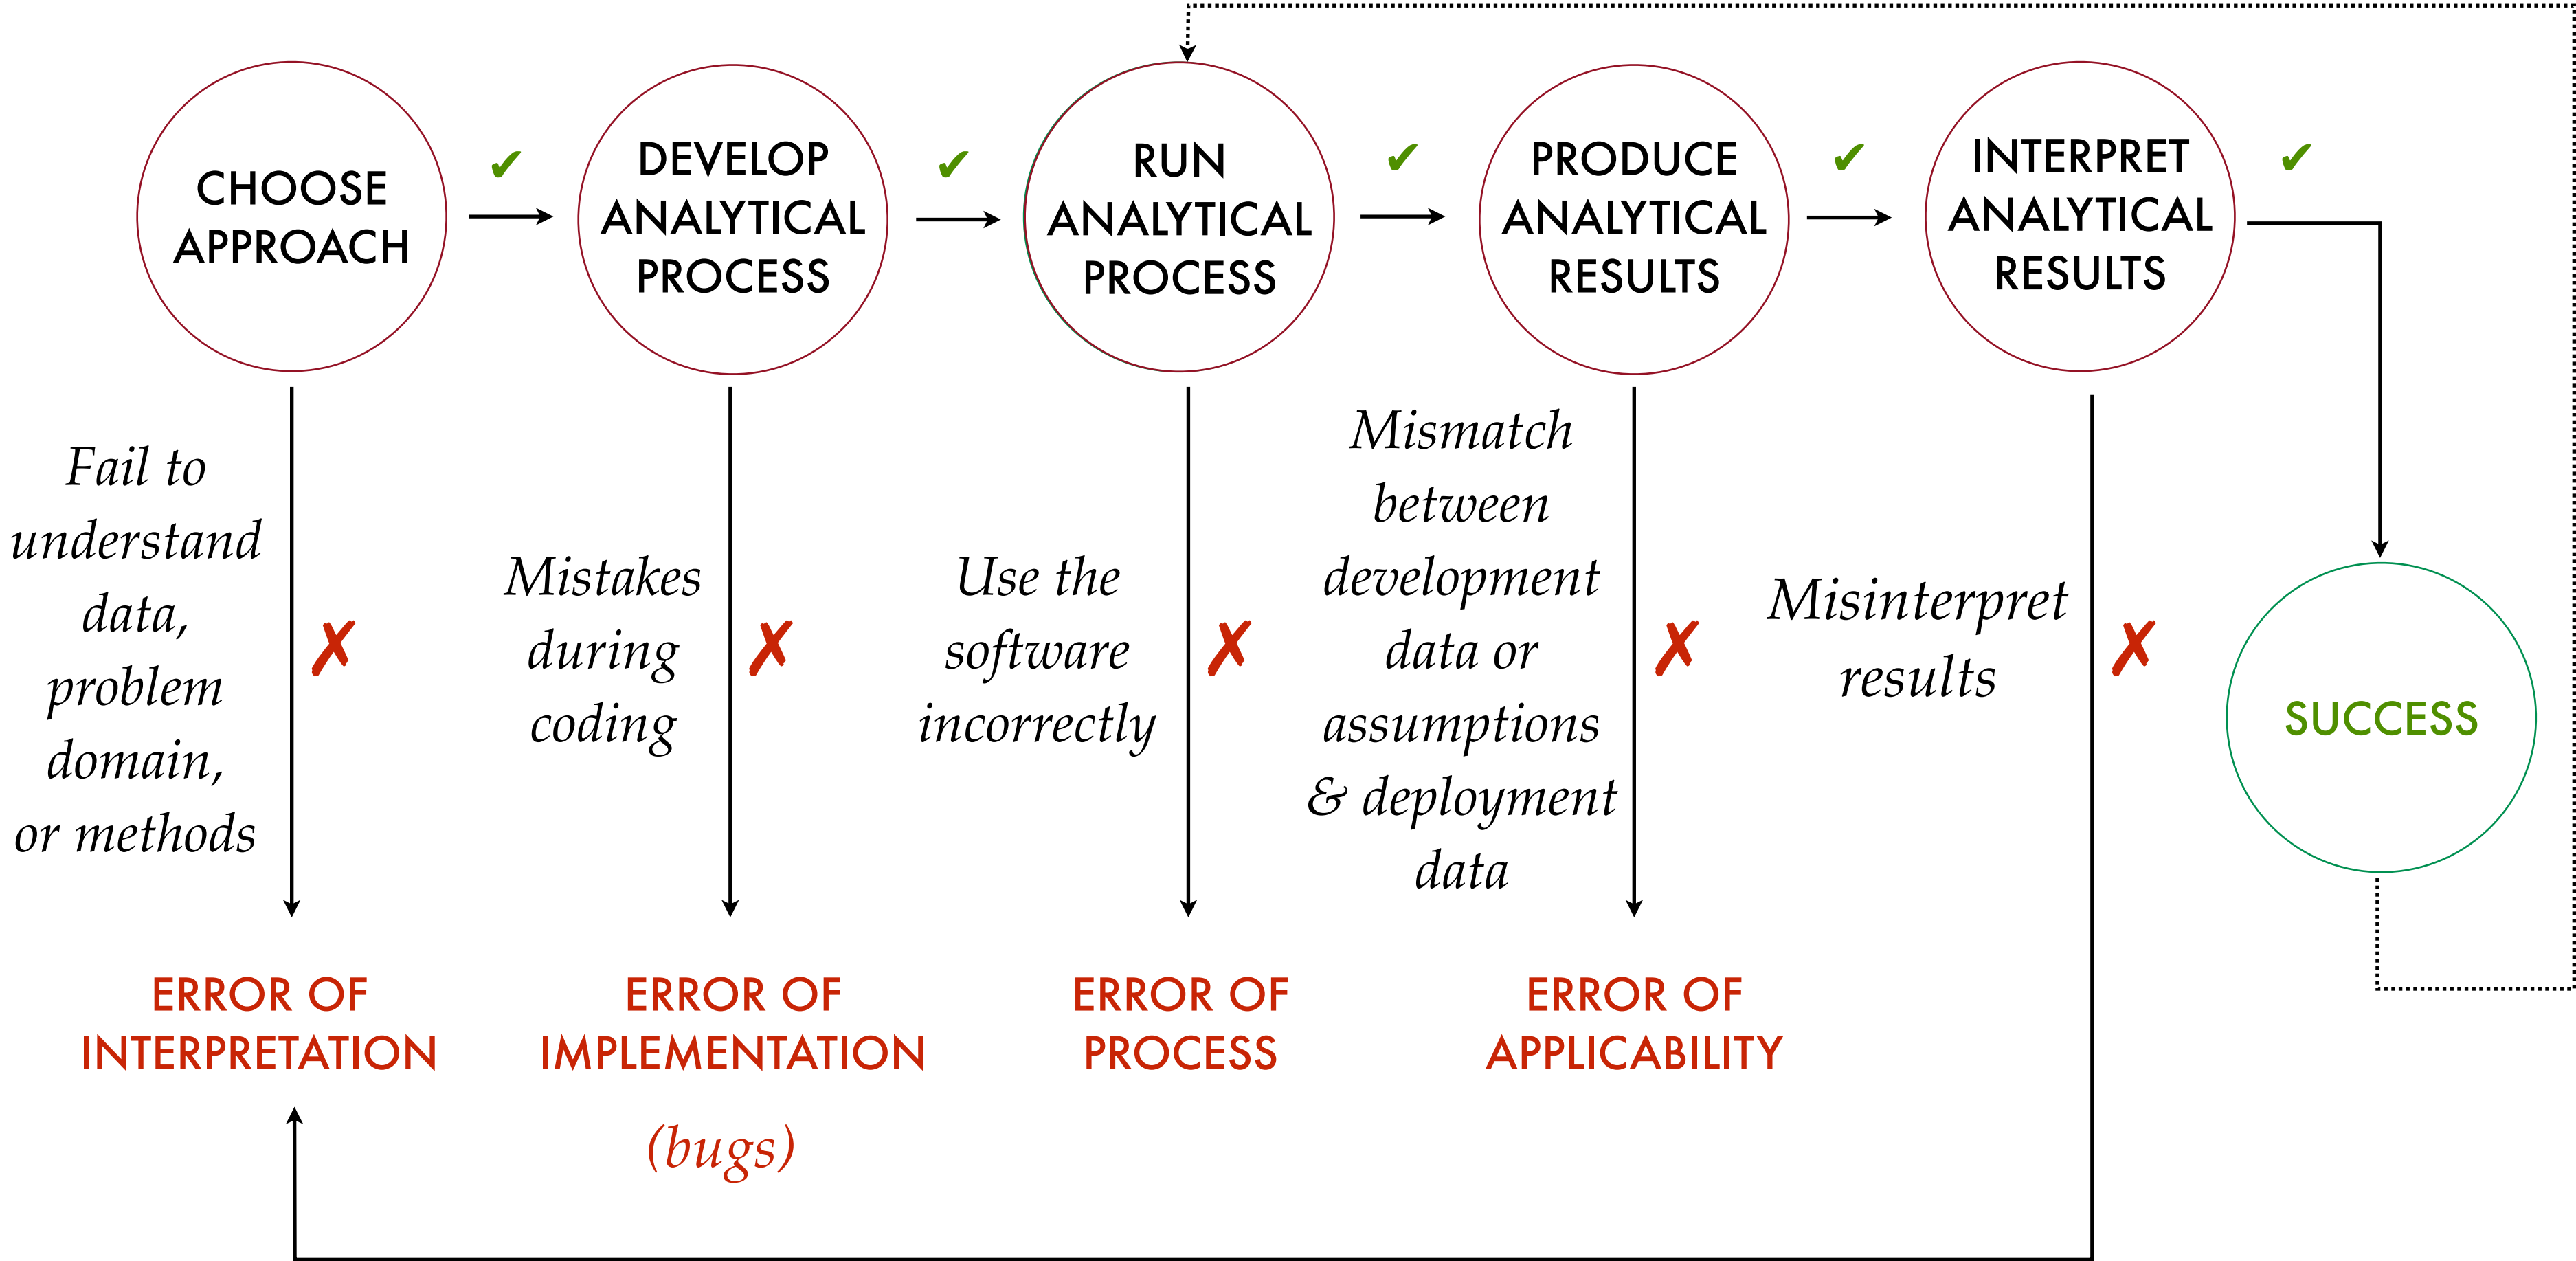 CHOOSE
APPROACH
✔
DEVELOP
ANALYTICAL
PROCESS
✔
RUN
ANALYTICAL
PROCESS
✔
PRODUCE
ANALYTICAL
RESULTS
✔
INTERPRET
ANALYTICAL
RESULTS
✔
Fail to
understand
data,
problem
domain,
or methods
✗
Mistakes
during
coding
✗
Use the
software
incorrectly
✗
Mismatch
between
development
data or
assumptions
& deployment
data
✗
Misinterpret
results
✗
SUCCESS
ERROR OF
INTERPRETATION
ERROR OF
IMPLEMENTATION
(bugs)
ERROR OF
PROCESS
ERROR OF
APPLICABILITY